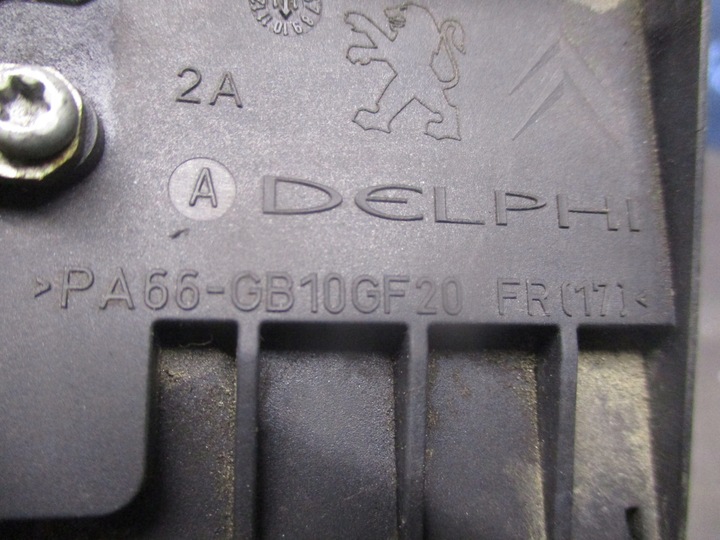 2A
A DELPHI
>PA66-GB10GF20 FR(17)<